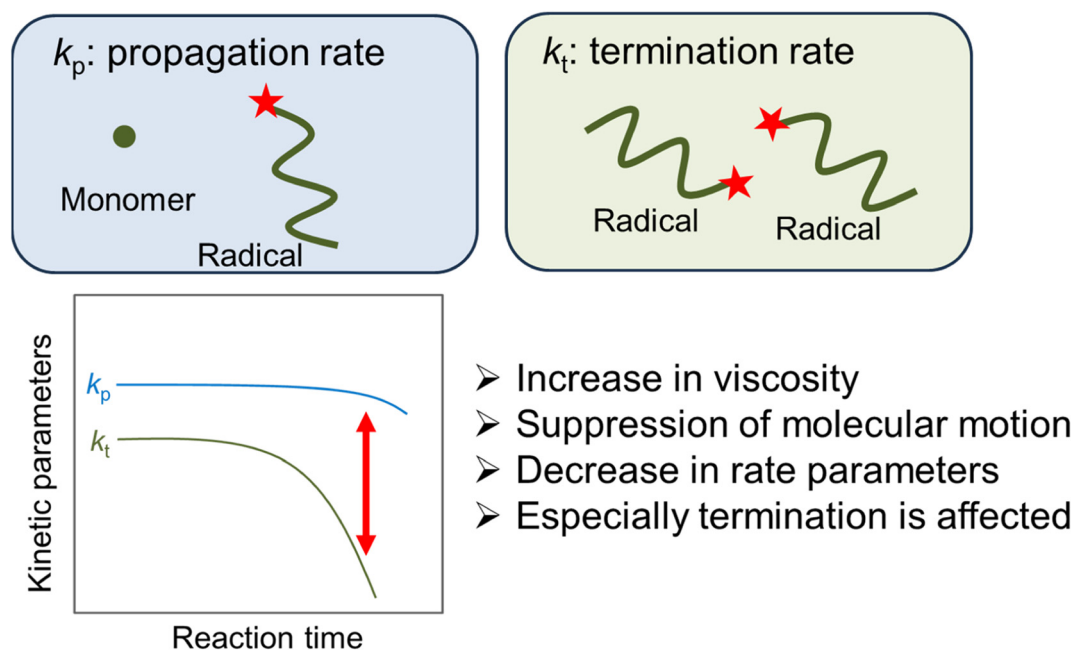 kp: propagation rate
Monomer
Radical
kt: termination rate
Radical
Radical
Kinetic parameters
kp
kt
Reaction time
➢ Increase in viscosity
➢ Suppression of molecular motion
➢ Decrease in rate parameters
➢ Especially termination is affected